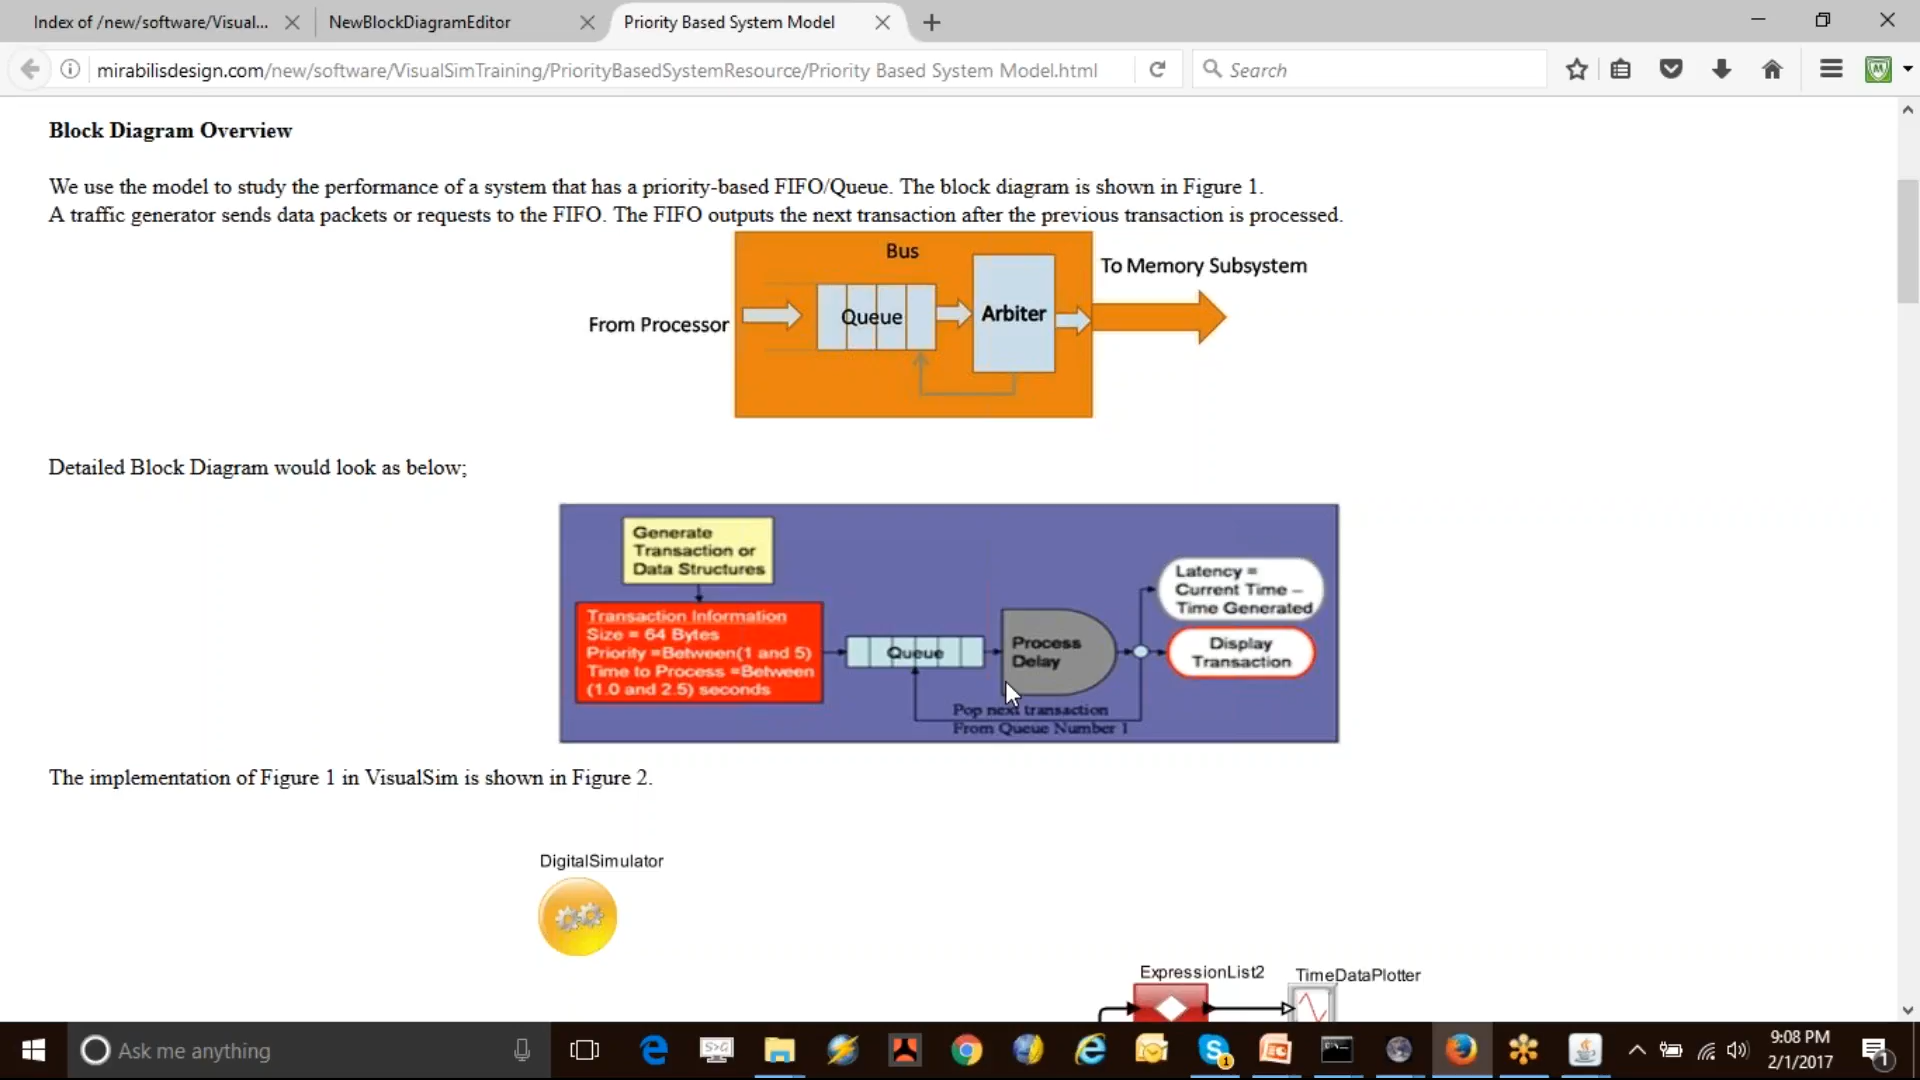 Index of /new/software/Visual...
NewBlockDiagramEditor
Priority Based System Model
mirabilisdesign.com/new/software/VisualSimTraining/PriorityBasedSystemResource/Priority Based System Model.html
Search
Block Diagram Overview
We use the model to study the performance of a system that has a priority-based FIFO/Queue. The block diagram is shown in Figure 1.
A traffic generator sends data packets or requests to the FIFO. The FIFO outputs the next transaction after the previous transaction is processed.
Bus
To Memory Subsystem
From Processor
Queue
Arbiter
Detailed Block Diagram would look as below;
Generate
Transaction or
Data Structures
Transaction Information
Size = 64 Bytes
Priority =Between(1 and 5)
Time to Process =Between
(1.0 and 2.5) seconds
Queue
Process
Delay
Latency =
Current Time –
Time Generated
Display
Transaction
Pop next transaction
From Queue Number 1
The implementation of Figure 1 in VisualSim is shown in Figure 2.
DigitalSimulator
ExpressionList2
TimeDataPlotter
Ask me anything
S>G
1
9:08 PM
2/1/2017
1